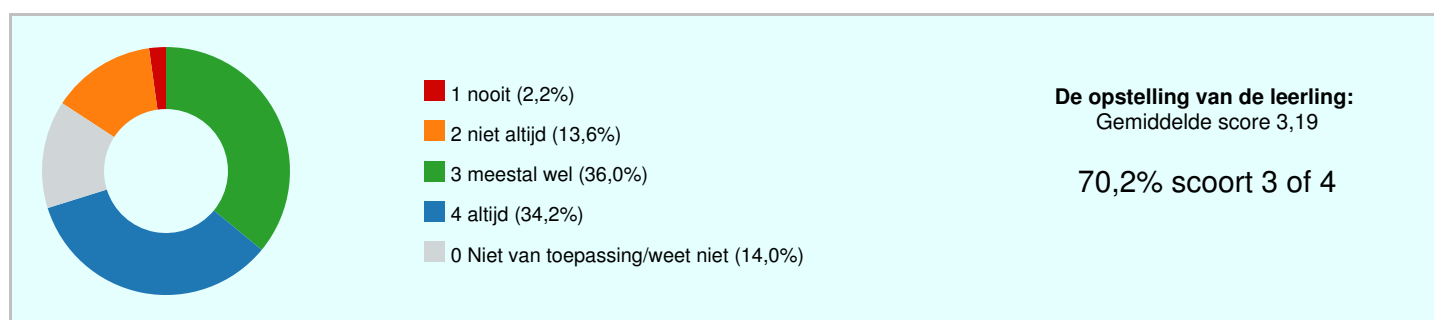 1 nooit (2,2%)
2 niet altijd (13,6%)
3 meestal wel (36,0%)
4 altijd (34,2%)
0 Niet van toepassing/weet niet (14,0%)
De opstelling van de leerling:
Gemiddelde score 3,19
70,2% scoort 3 of 4